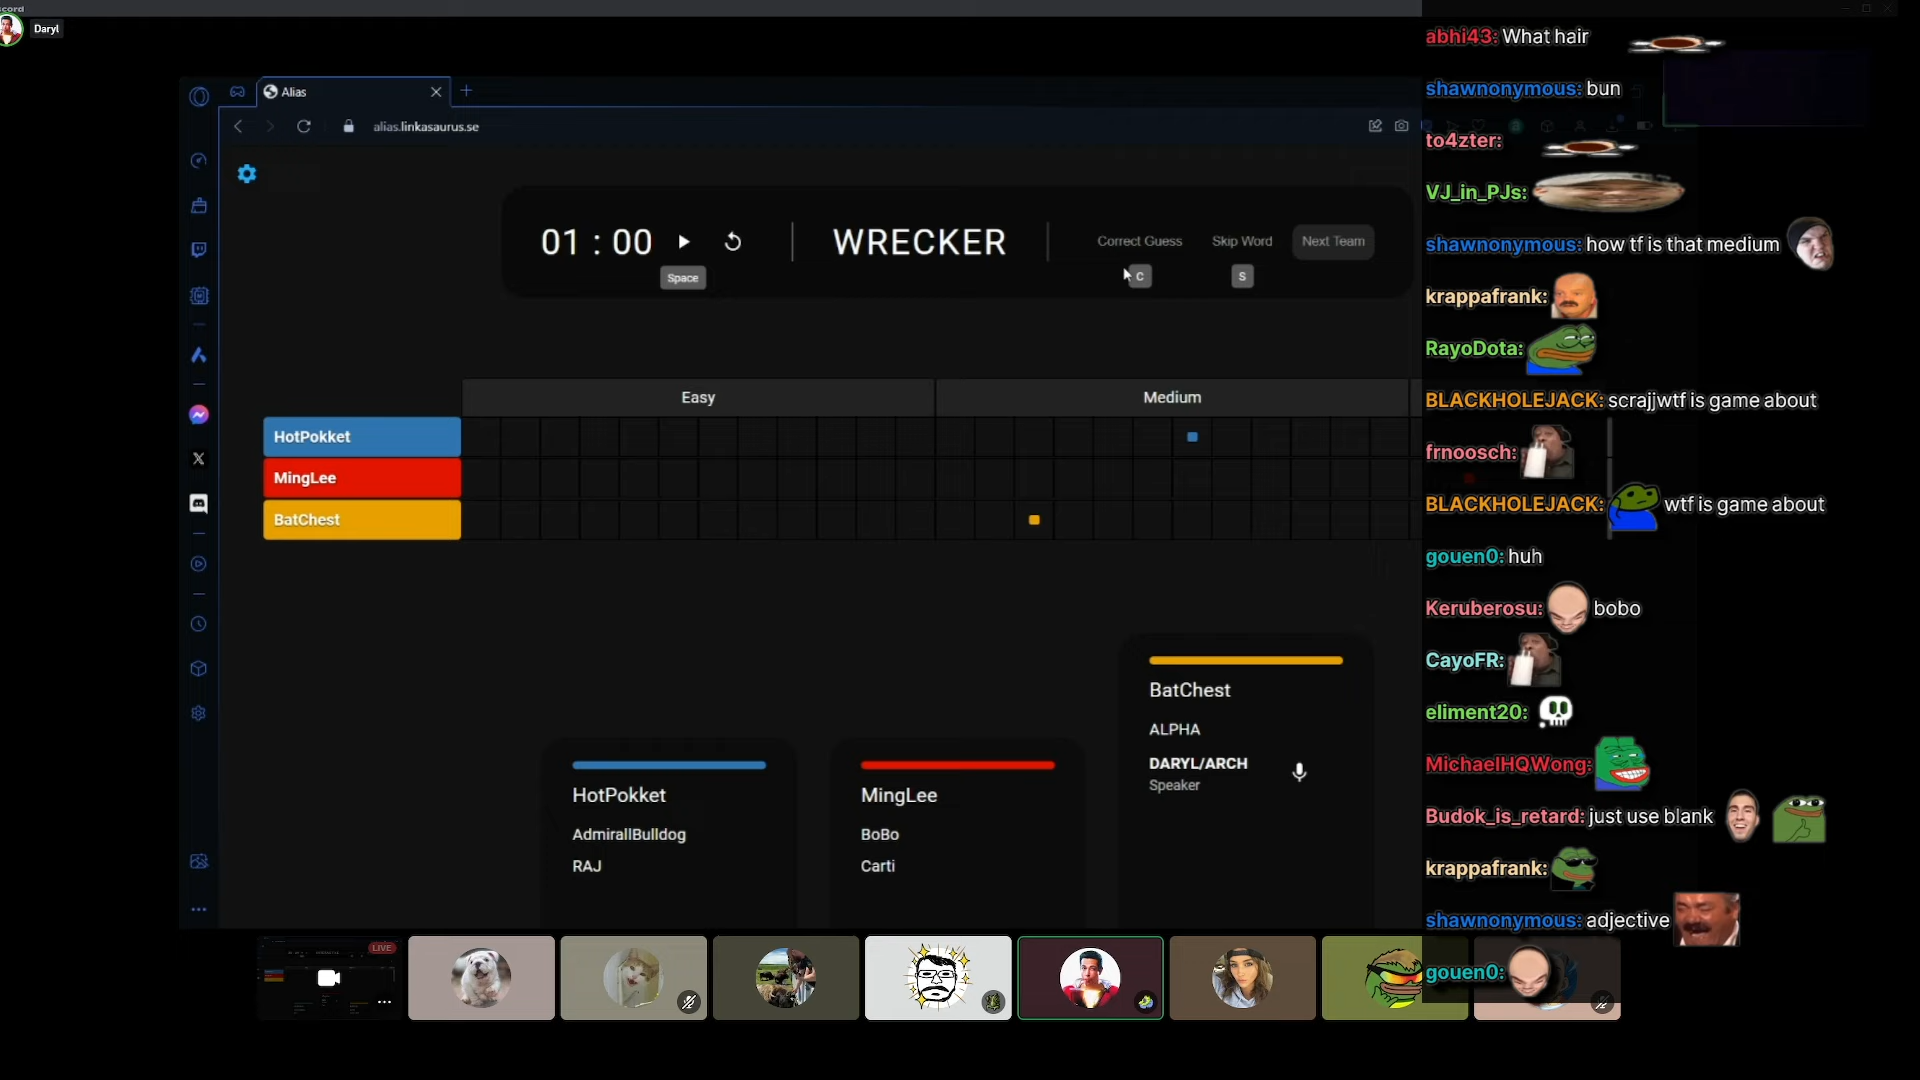 cord
Daryl
Alias
alias.linkasaurus.se
01 : 00
Space
WRECKER
Correct Guess
C
Skip Word
S
Next Team
Easy
Medium
HotPokket
MingLee
BatChest
HotPokket
AdmirallBulldog
RAJ
MingLee
BoBo
Carti
BatChest
ALPHA
DARYL/ARCH
Speaker
LIVE
abhi43: What hair
shawnonymous: bun
to4zter:
VJ_in_PJs:
shawnonymous: how tf is that medium
krappafrank:
RayoDota:
BLACKHOLEJACK: scrajjwtf is game about
frnoosch:
BLACKHOLEJACK: wtf is game about
gouen0: huh
Keruberosu: bobo
CayoFR:
eliment20:
MichaelHQWong:
Budok_is_retard: just use blank
krappafrank:
shawnonymous: adjective
gouen0: